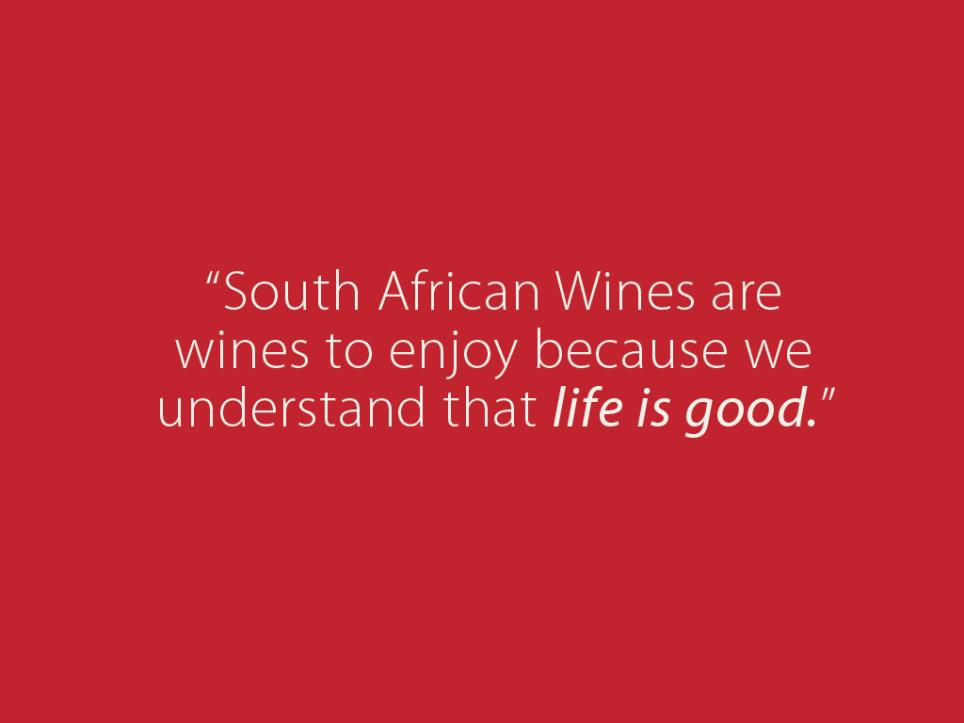 “South African Wines are
wines to enjoy because we
understand that life is good.”